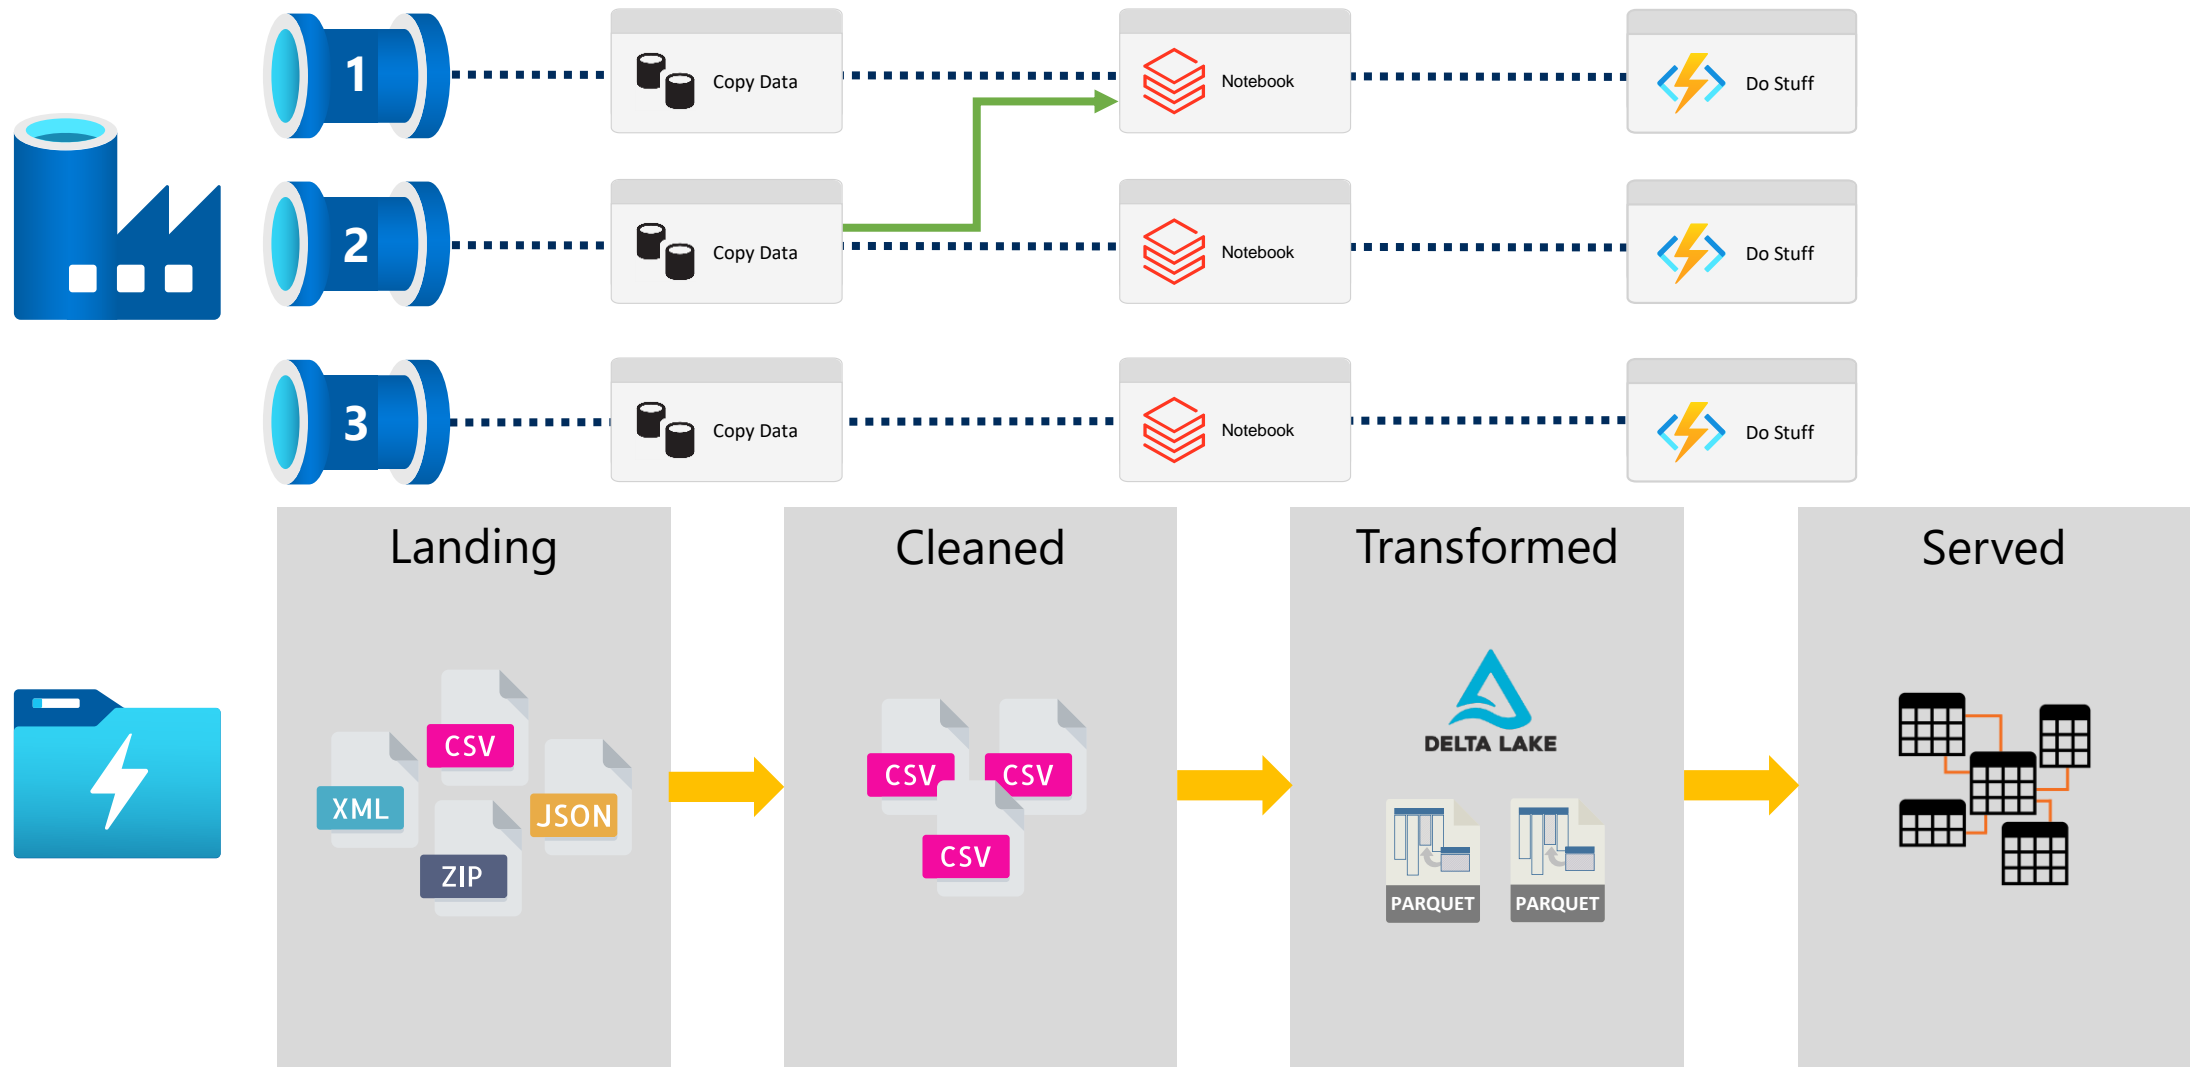 1
Copy Data
Notebook
Do Stuff
2
Copy Data
Notebook
Do Stuff
3
Copy Data
Notebook
Do Stuff
Landing
Cleaned
Transformed
Served
CSV
XML
JSON
ZIP
CSV
CSV
CSV
DELTA LAKE
PARQUET
PARQUET